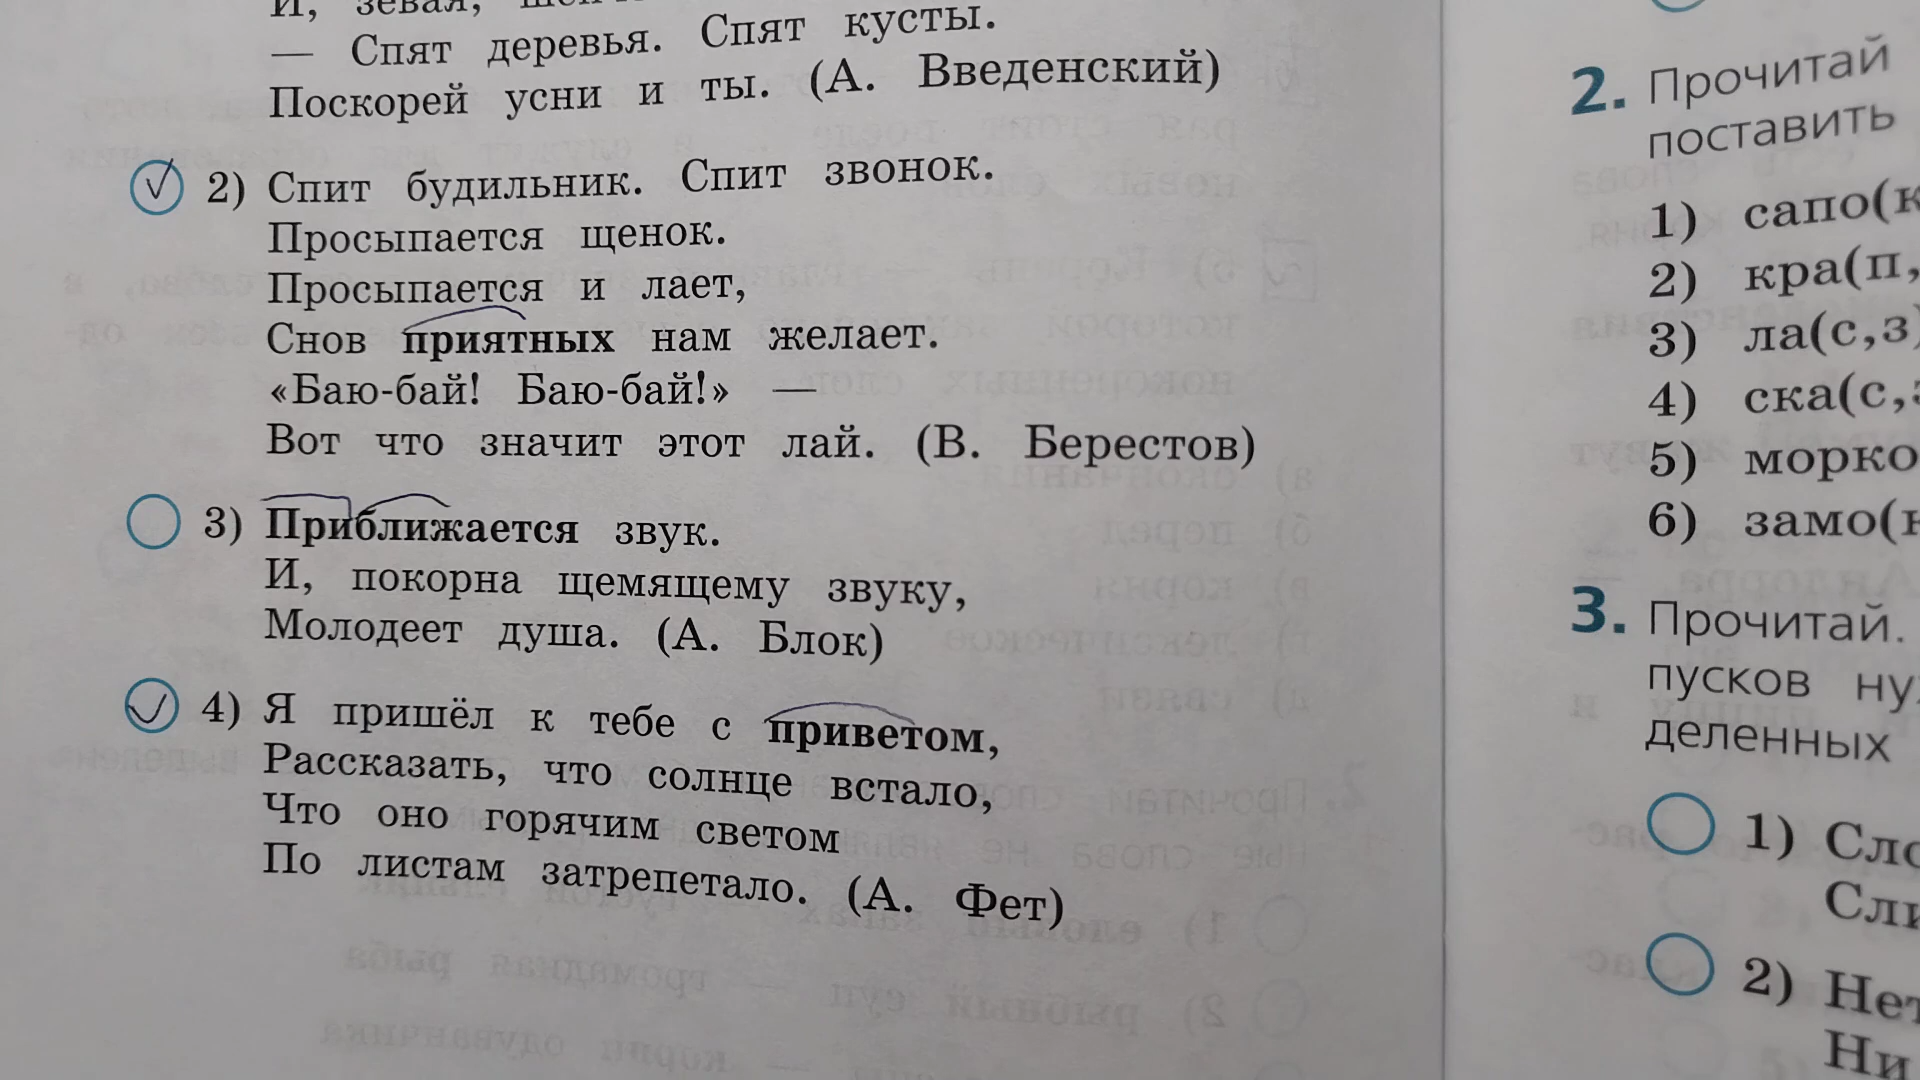 И, зевая,
— Спят деревья. Спят кусты.
Поскорей усни и ты. (А. Введенский)
2) Спит будильник. Спит звонок.
Просыпается щенок.
Просыпается и лает,
Снов приятных нам желает.
«Баю-бай! Баю-бай!» —
Вот что значит этот лай. (В. Берестов)
3) Приближается звук.
И, покорна щемящему звуку,
Молодеет душа. (А. Блок)
4) Я пришёл к тебе с приветом,
Рассказать, что солнце встало,
Что оно горячим светом
По листам затрепетало. (А. Фет)
2. Прочитай
поставить
1) сапо(к
2) кра(п,
3) ла(с,з)
4) ска(с,з
5) морко
6) замо(к
3. Прочитай.
пусков ну
деленных
1) Сло
Сли
2) Нет
Ни